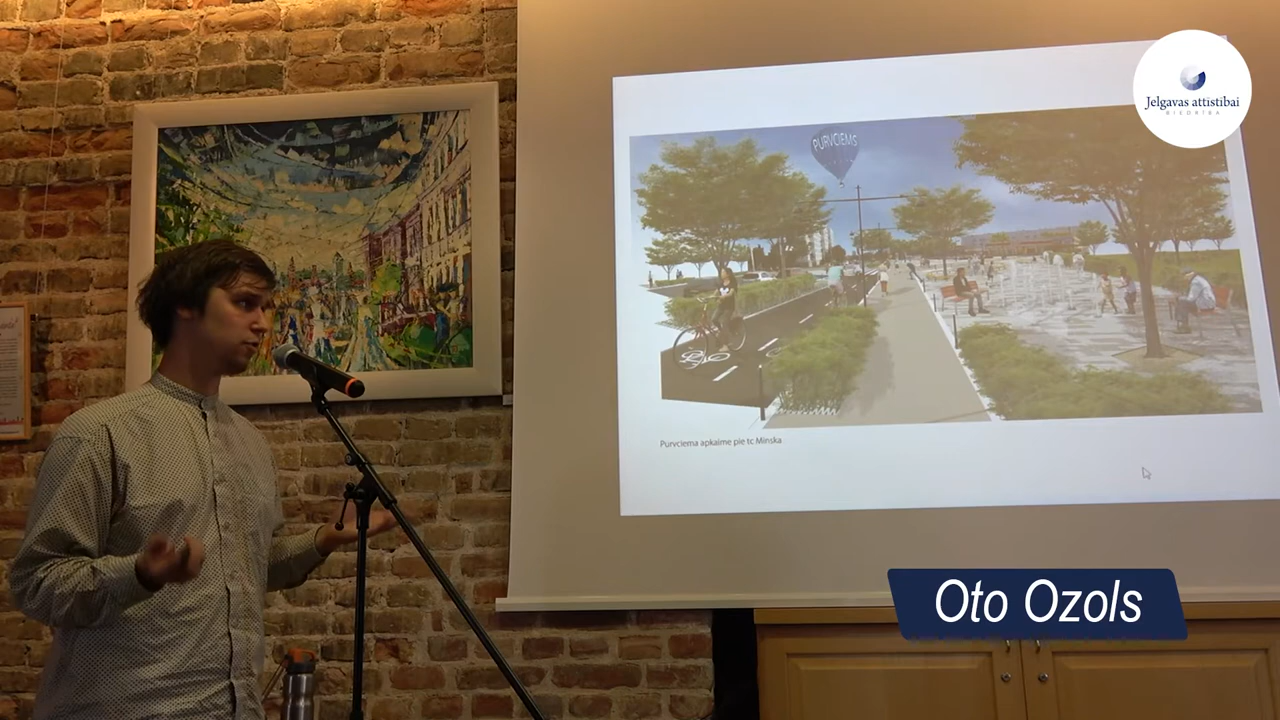 Jelgavas attīstībai
BIEDRĪBA
PURVCIEMS
Purvciema apkaime pie tc Minska
Oto Ozols